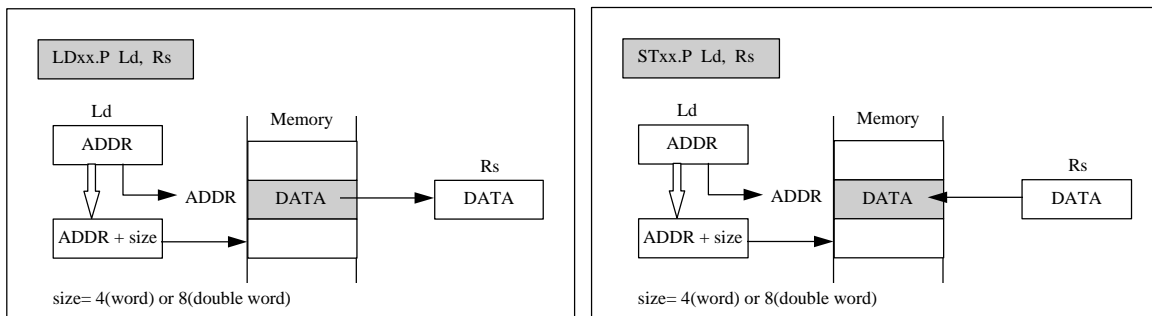 LDxx.P Ld, Rs
Ld
Memory
ADDR
Rs
ADDR
DATA
DATA
ADDR + size
size= 4(word) or 8(double word)
STxx.P Ld, Rs
Ld
Memory
ADDR
Rs
ADDR
DATA
DATA
ADDR + size
size= 4(word) or 8(double word)